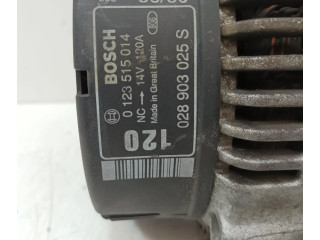 BOSCH
0 123 515 014
NC → 14V 120A
Made in Great Britain
120
028 903 025 S